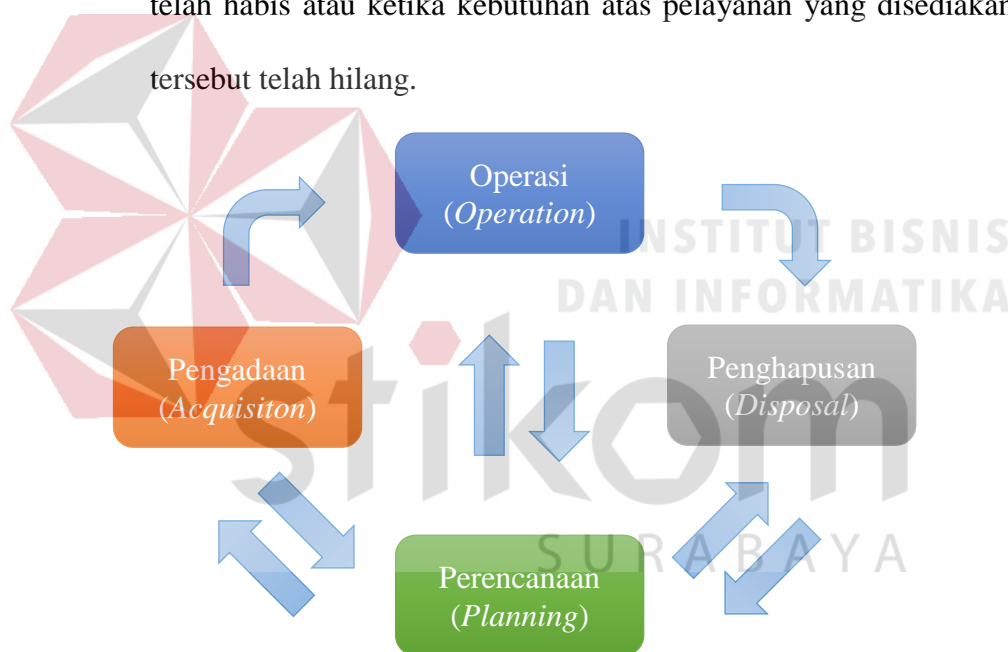 telah habis atau ketika kebutuhan atas pelayanan yang disediakan
tersebut telah hilang.
Operasi
(Operation)
INSTITUT BISNIS
DAN INFORMATIKA
Pengadaan
(Acquisiton)
Penghapusan
(Disposal)
stikom
SURABAYA
Perencanaan
(Planning)